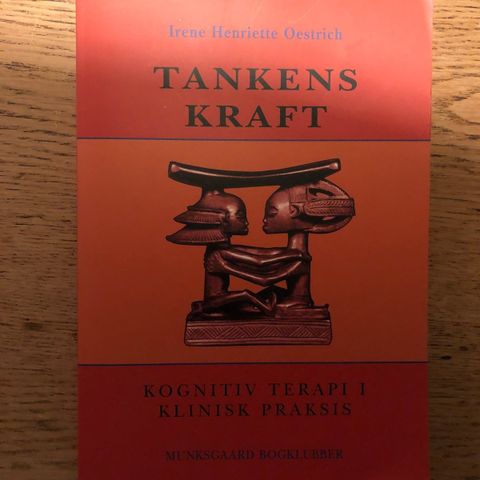 Irene Henriette Oestrich
TANKENS
KRAFT
KOGNITIV TERAPI I
KLINISK PRAKSIS
MUNKSGAARD BOGKLUBBER